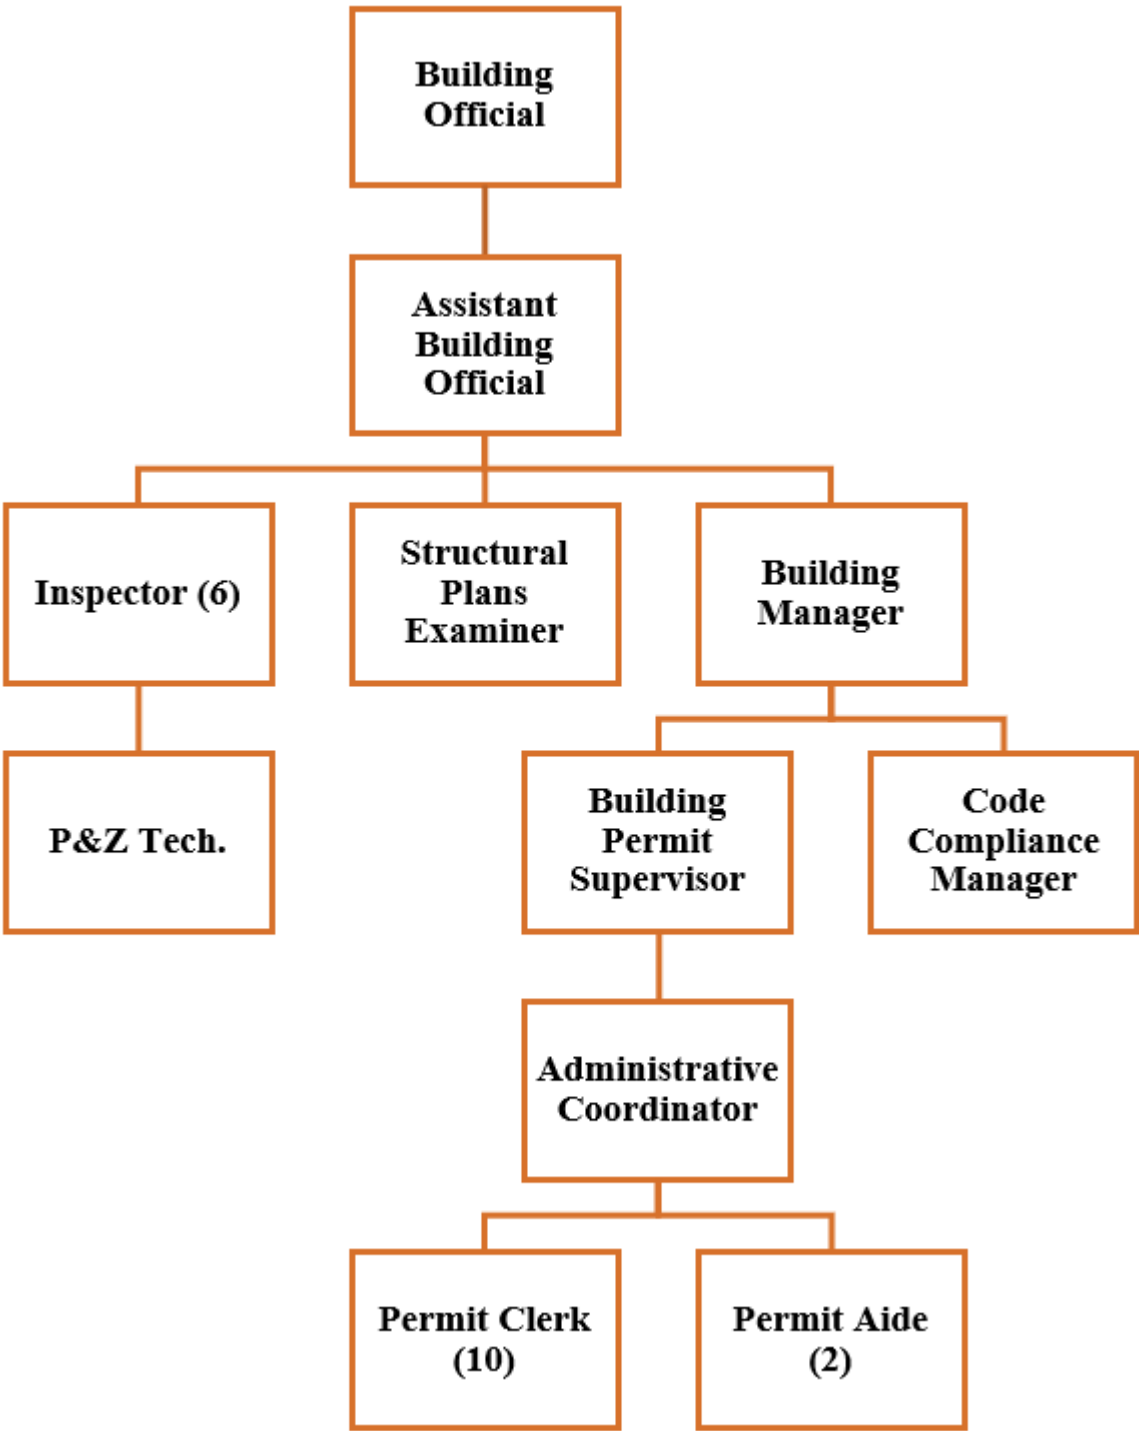 Building
Official
Assistant
Building
Official
Inspector (6)
Structural
Plans
Examiner
Building
Manager
P&Z Tech.
Building
Permit
Supervisor
Code
Compliance
Manager
Administrative
Coordinator
Permit Clerk
(10)
Permit Aide
(2)